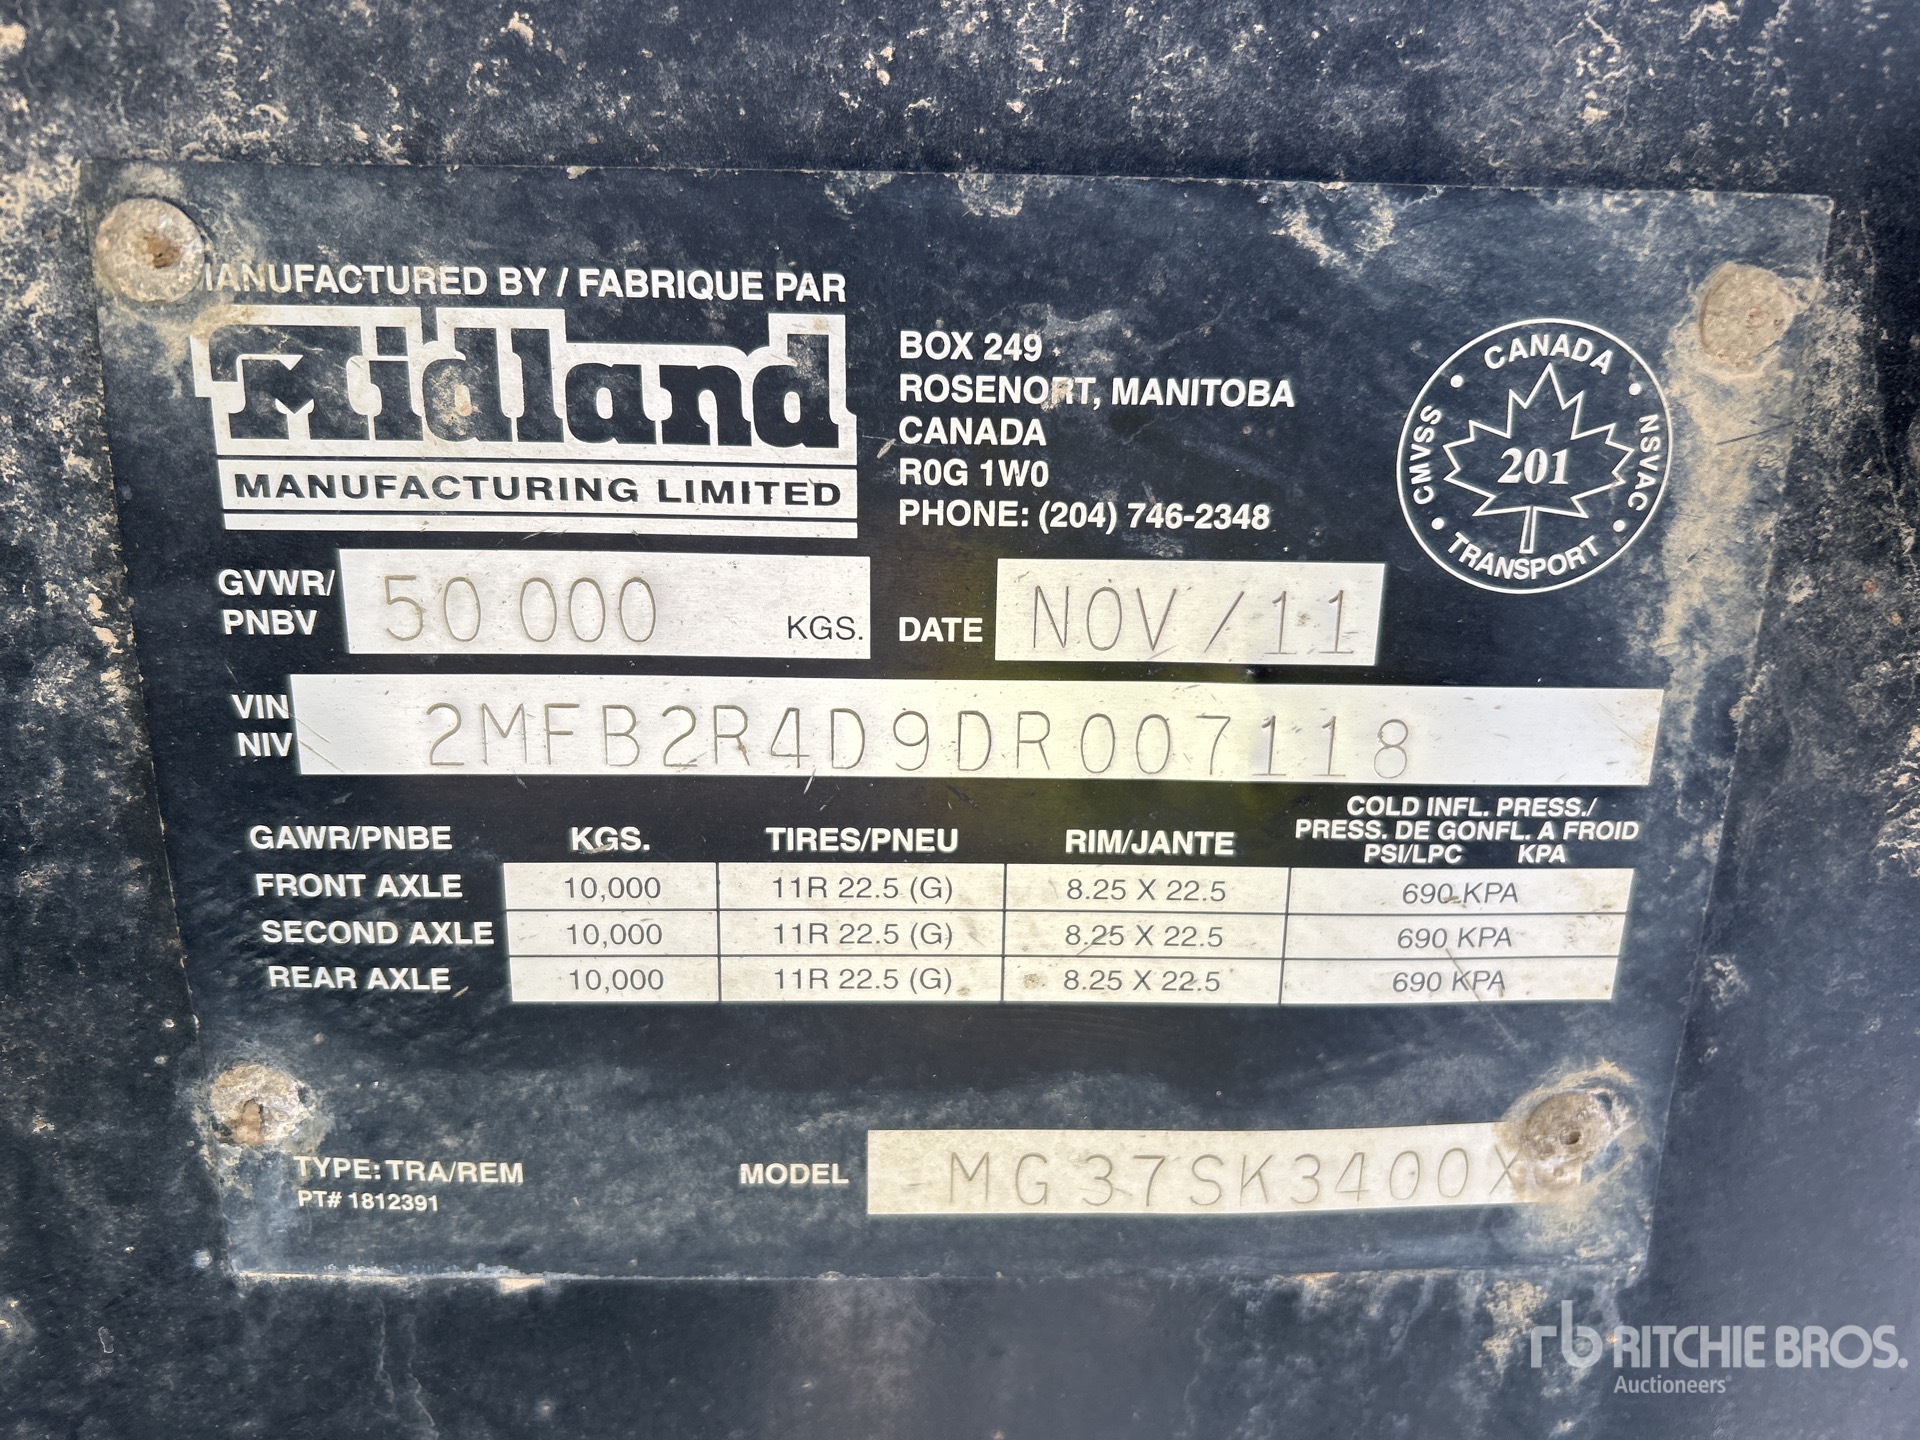 MANUFACTURED BY / FABRIQUE PAR
Midland
MANUFACTURING LIMITED
BOX 249
ROSENORT, MANITOBA
CANADA
R0G 1W0
PHONE: (204) 746-2348
CANADA
CMVSS
201
NSVAC
TRANSPORT
GVWR/ PNBV 50 000 KGS. DATE NOV/11
VIN NIV 2MFB2R4D9DR007118
GAWR/PNBE KGS. TIRES/PNEU RIM/JANTE COLD INFL. PRESS./ PRESS. DE GONFL. A FROID PSI/LPC KPA
FRONT AXLE 10,000 11R 22.5 (G) 8.25 X 22.5 690 KPA
SECOND AXLE 10,000 11R 22.5 (G) 8.25 X 22.5 690 KPA
REAR AXLE 10,000 11R 22.5 (G) 8.25 X 22.5 690 KPA
TYPE: TRA/REM
PT# 1812391
MODEL MG37SK3400X
rb RITCHIE BROS.
Auctioneers